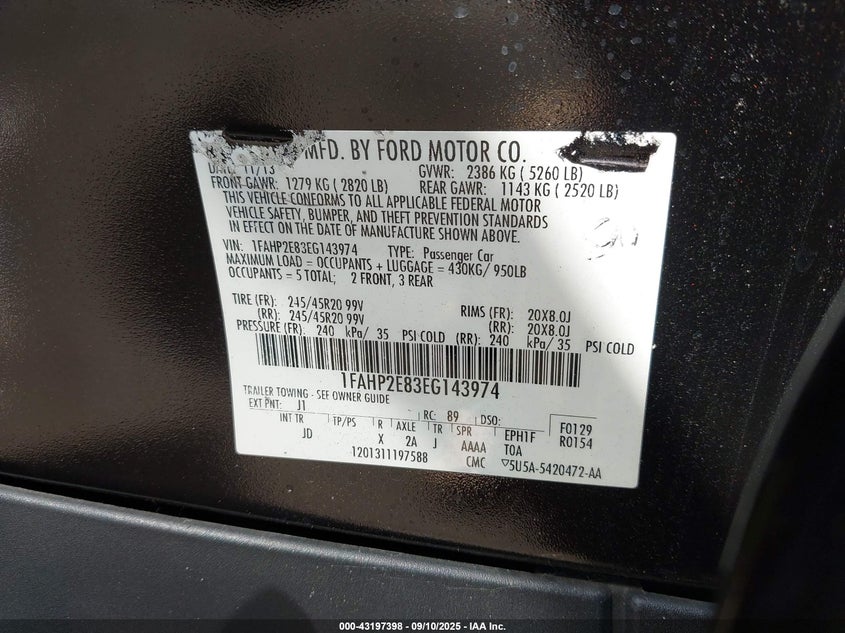 MFD. BY FORD MOTOR CO.
DATE: 11/13 GVWR: 2386 KG ( 5260 LB)
FRONT GAWR: 1279 KG ( 2820 LB) REAR GAWR: 1143 KG ( 2520 LB)
THIS VEHICLE CONFORMS TO ALL APPLICABLE FEDERAL MOTOR
VEHICLE SAFETY, BUMPER, AND THEFT PREVENTION STANDARDS
IN EFFECT ON THE DATE OF MANUFACTURE SHOWN ABOVE.
VIN: 1FAHP2E83EG143974 TYPE: Passenger Car
MAXIMUM LOAD = OCCUPANTS + LUGGAGE = 430KG/ 950LB
OCCUPANTS = 5 TOTAL; 2 FRONT, 3 REAR
TIRE (FR): 245/45R20 99V RIMS (FR): 20X8.0J
(RR): 245/45R20 99V (RR): 20X8.0J
PRESSURE (FR): 240 kPa/ 35 PSI COLD (RR): 240 kPa/ 35 PSI COLD
1FAHP2E83EG143974
TRAILER TOWING - SEE OWNER GUIDE
EXT PNT: J1 RC: 89 DSO: F0129
INT TR TP/PS R AXLE TR SPR EPH1F R0154
JD X 2A J AAAA TOA
1201311197588 CMC ▽5U5A-5420472-AA
000-43197398 - 09/10/2025 - IAA Inc.